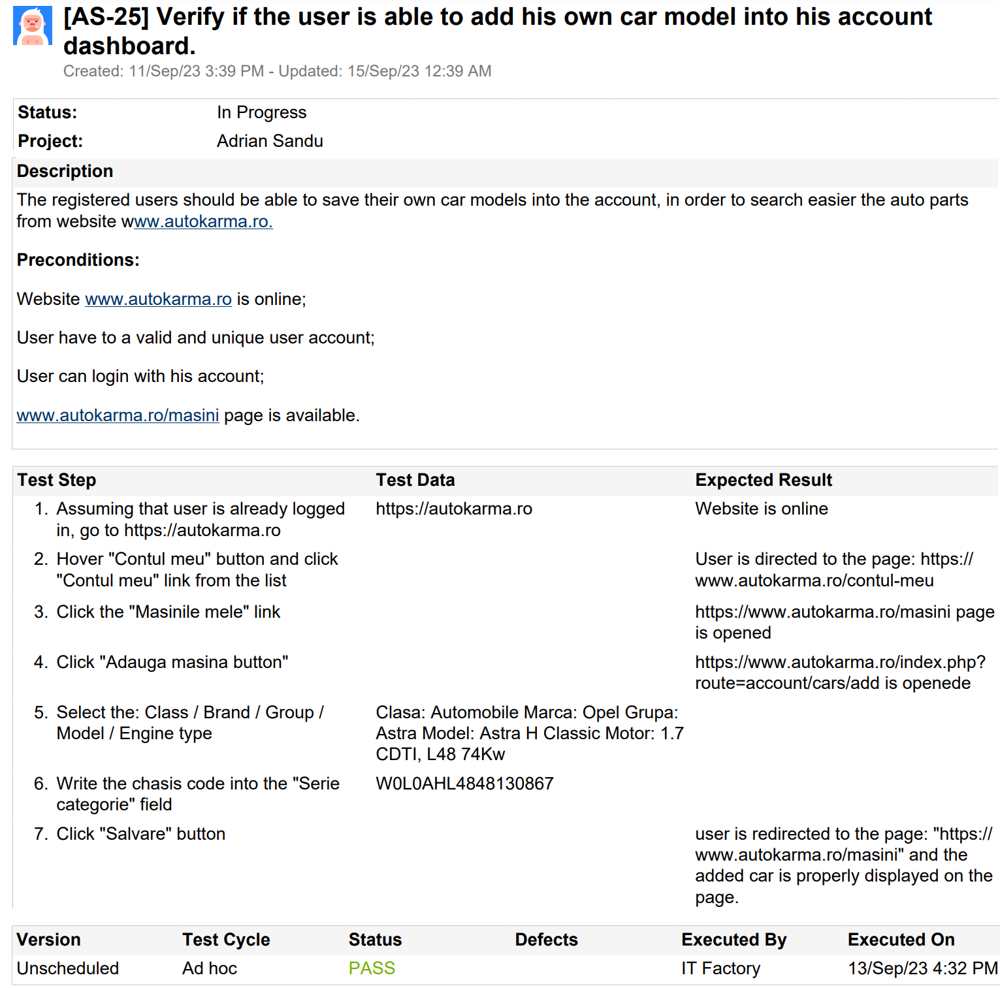 [AS-25] Verify if the user is able to add his own car model into his account
dashboard.
Created: 11/Sep/23 3:39 PM - Updated: 15/Sep/23 12:39 AM
Status: In Progress
Project: Adrian Sandu
Description
The registered users should be able to save their own car models into the account, in order to search easier the auto parts
from website www.autokarma.ro.
Preconditions:
Website www.autokarma.ro is online;
User have to a valid and unique user account;
User can login with his account;
www.autokarma.ro/masini page is available.
Test Step Test Data Expected Result
1. Assuming that user is already logged https://autokarma.ro Website is online
in, go to https://autokarma.ro
2. Hover "Contul meu" button and click User is directed to the page: https://
"Contul meu" link from the list www.autokarma.ro/contul-meu
3. Click the "Masinile mele" link https://www.autokarma.ro/masini page
is opened
4. Click "Adauga masina button" https://www.autokarma.ro/index.php?
route=account/cars/add is openede
5. Select the: Class / Brand / Group / Clasa: Automobile Marca: Opel Grupa:
Model / Engine type Astra Model: Astra H Classic Motor: 1.7
CDTI, L48 74Kw
6. Write the chasis code into the "Serie W0L0AHL4848130867
categorie" field
7. Click "Salvare" button user is redirected to the page: "https://
www.autokarma.ro/masini" and the
added car is properly displayed on the
page.
Version Test Cycle Status Defects Executed By Executed On
Unscheduled Ad hoc PASS IT Factory 13/Sep/23 4:32 PM